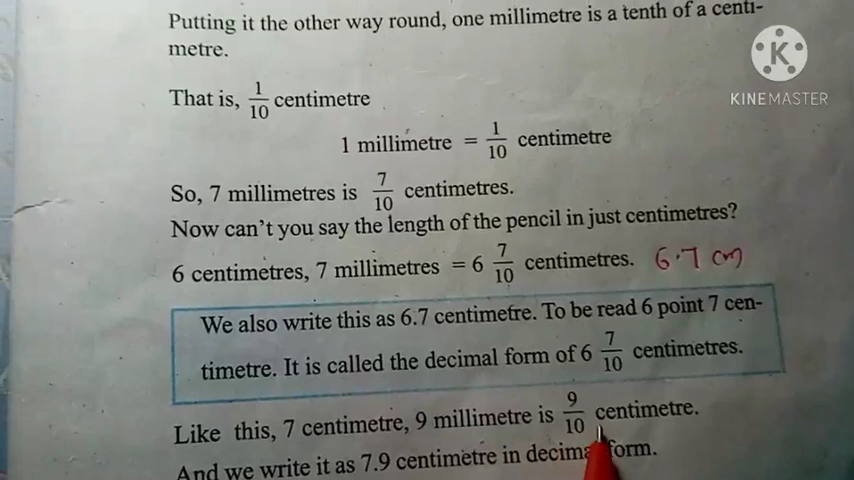 Putting it the other way round, one millimetre is a tenth of a centi-
metre.
KINEMASTER
That is, 1/10 centimetre
1 millimetre = 1/10 centimetre
So, 7 millimetres is 7/10 centimetres.
Now can't you say the length of the pencil in just centimetres?
6 centimetres, 7 millimetres = 6 7/10 centimetres. 6.7 cm
We also write this as 6.7 centimetre. To be read 6 point 7 cen-
timetre. It is called the decimal form of 6 7/10 centimetres.
Like this, 7 centimetre, 9 millimetre is 9/10 centimetre.
And we write it as 7.9 centimetre in decimal form.